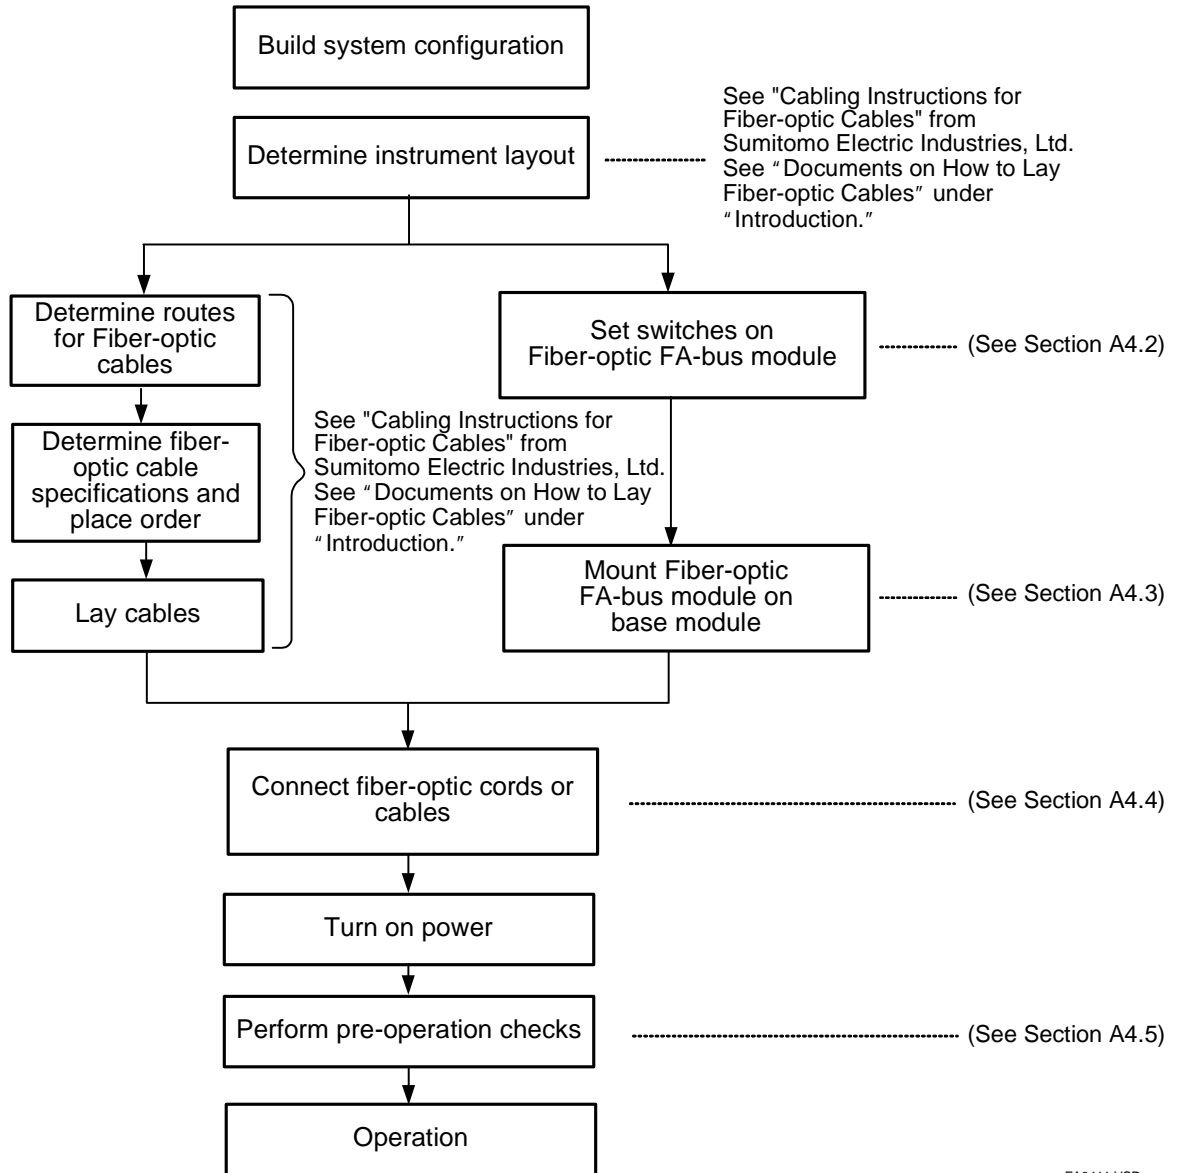 Build system configuration
Determine instrument layout
See "Cabling Instructions for
Fiber-optic Cables" from
Sumitomo Electric Industries, Ltd.
See “Documents on How to Lay
Fiber-optic Cables” under
“Introduction.”
Determine routes
for Fiber-optic
cables
Set switches on
Fiber-optic FA-bus module
(See Section A4.2)
Determine fiber-
optic cable
specifications and
place order
See "Cabling Instructions for
Fiber-optic Cables" from
Sumitomo Electric Industries, Ltd.
See “Documents on How to Lay
Fiber-optic Cables” under
“Introduction.”
Lay cables
Mount Fiber-optic
FA-bus module on
base module
(See Section A4.3)
Connect fiber-optic cords or
cables
(See Section A4.4)
Turn on power
Perform pre-operation checks
(See Section A4.5)
Operation